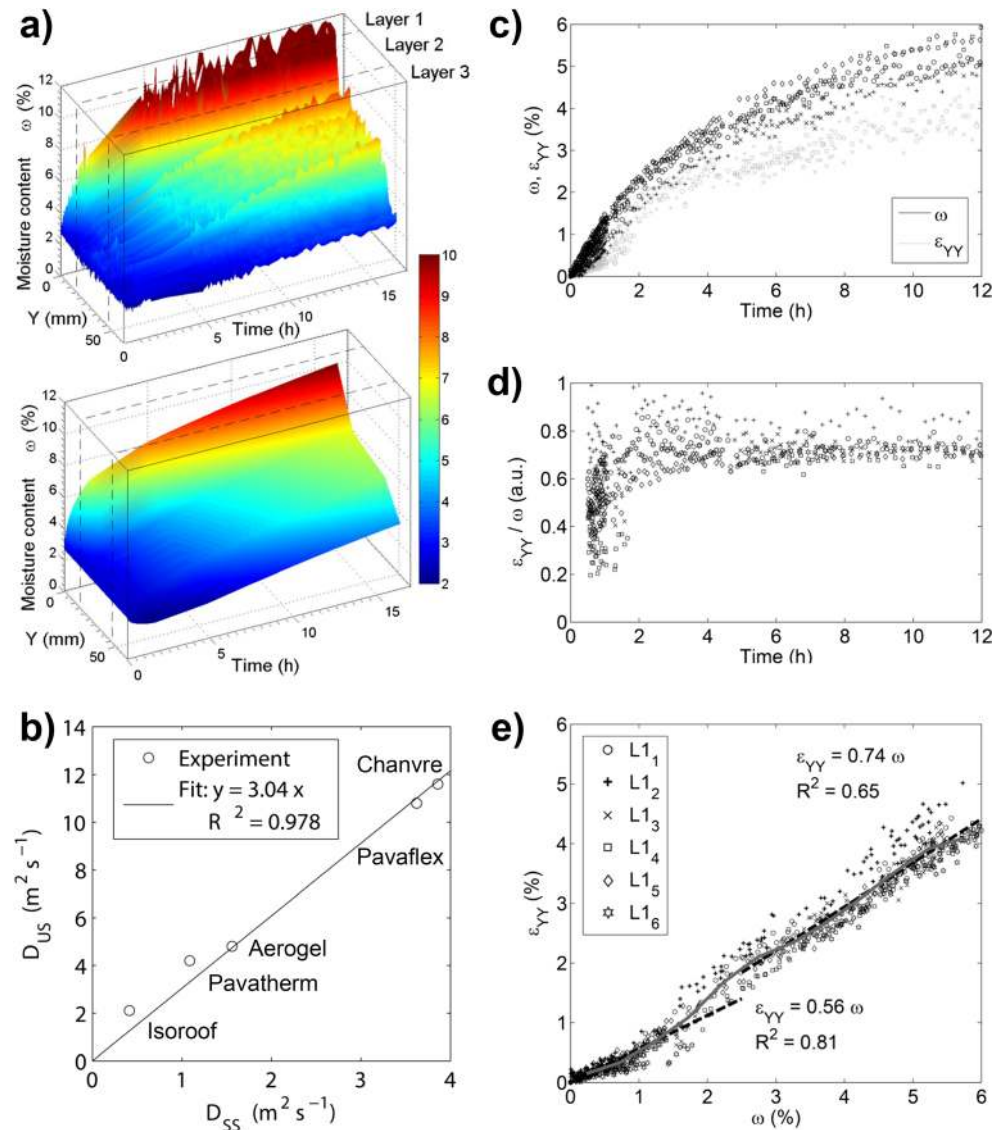 a)
Layer 1
Layer 2
Layer 3
Moisture content ω (%)
12
10
8
6
4
2
0
Y (mm)
50
0
5
10
15
Time (h)
10
9
8
7
6
5
4
3
2
Moisture content ω (%)
12
10
8
6
4
2
0
Y (mm)
50
0
5
10
15
Time (h)
b)
14
12
10
8
6
4
2
0
D_US (m² s⁻¹)
Experiment
Fit: y = 3.04 x
R² = 0.978
Chanvre
Pavaflex
Aerogel
Pavatherm
Isoroof
0 1 2 3 4
D_SS (m² s⁻¹)
c)
6
5
4
3
2
1
0
ω, ε_YY (%)
ω
ε_YY
0 2 4 6 8 10 12
Time (h)
d)
1
0.8
0.6
0.4
0.2
0
ε_YY / ω (a.u.)
0 2 4 6 8 10 12
Time (h)
e)
6
5
4
3
2
1
0
ε_YY (%)
L1₁
L1₂
L1₃
L1₄
L1₅
L1₆
ε_YY = 0.74 ω
R² = 0.65
ε_YY = 0.56 ω
R² = 0.81
0 1 2 3 4 5 6
ω (%)